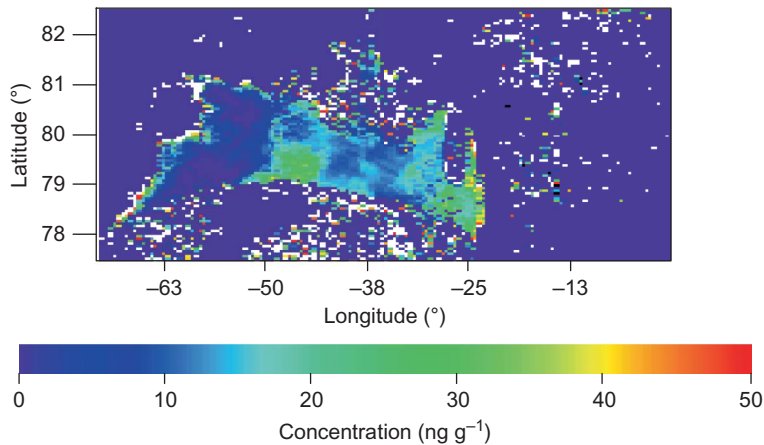 82
81
80
79
78
Latitude (°)
–63 –50 –38 –25 –13
Longitude (°)
0 10 20 30 40 50
Concentration (ng g–1)